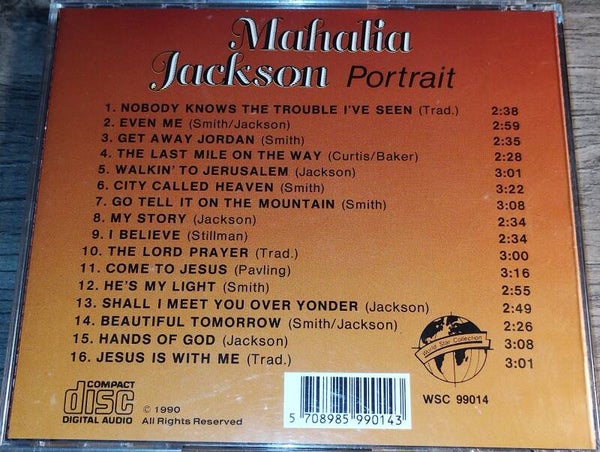 Mahalia
Jackson Portrait
1. NOBODY KNOWS THE TROUBLE I'VE SEEN (Trad.) 2:38
2. EVEN ME (Smith/Jackson) 2:59
3. GET AWAY JORDAN (Smith) 2:35
4. THE LAST MILE ON THE WAY (Curtis/Baker) 2:28
5. WALKIN' TO JERUSALEM (Jackson) 3:01
6. CITY CALLED HEAVEN (Smith) 3:22
7. GO TELL IT ON THE MOUNTAIN (Smith) 3:08
8. MY STORY (Jackson) 2:34
9. I BELIEVE (Stillman) 2:34
10. THE LORD PRAYER (Trad.) 3:00
11. COME TO JESUS (Pavling) 3:16
12. HE'S MY LIGHT (Smith) 2:55
13. SHALL I MEET YOU OVER YONDER (Jackson) 2:49
14. BEAUTIFUL TOMORROW (Smith/Jackson) 2:26
15. HANDS OF GOD (Jackson) 3:08
16. JESUS IS WITH ME (Trad.) 3:01
World Star Collection
WSC 99014
COMPACT
disc
DIGITAL AUDIO
© 1990
All Rights Reserved
5 708985 990143